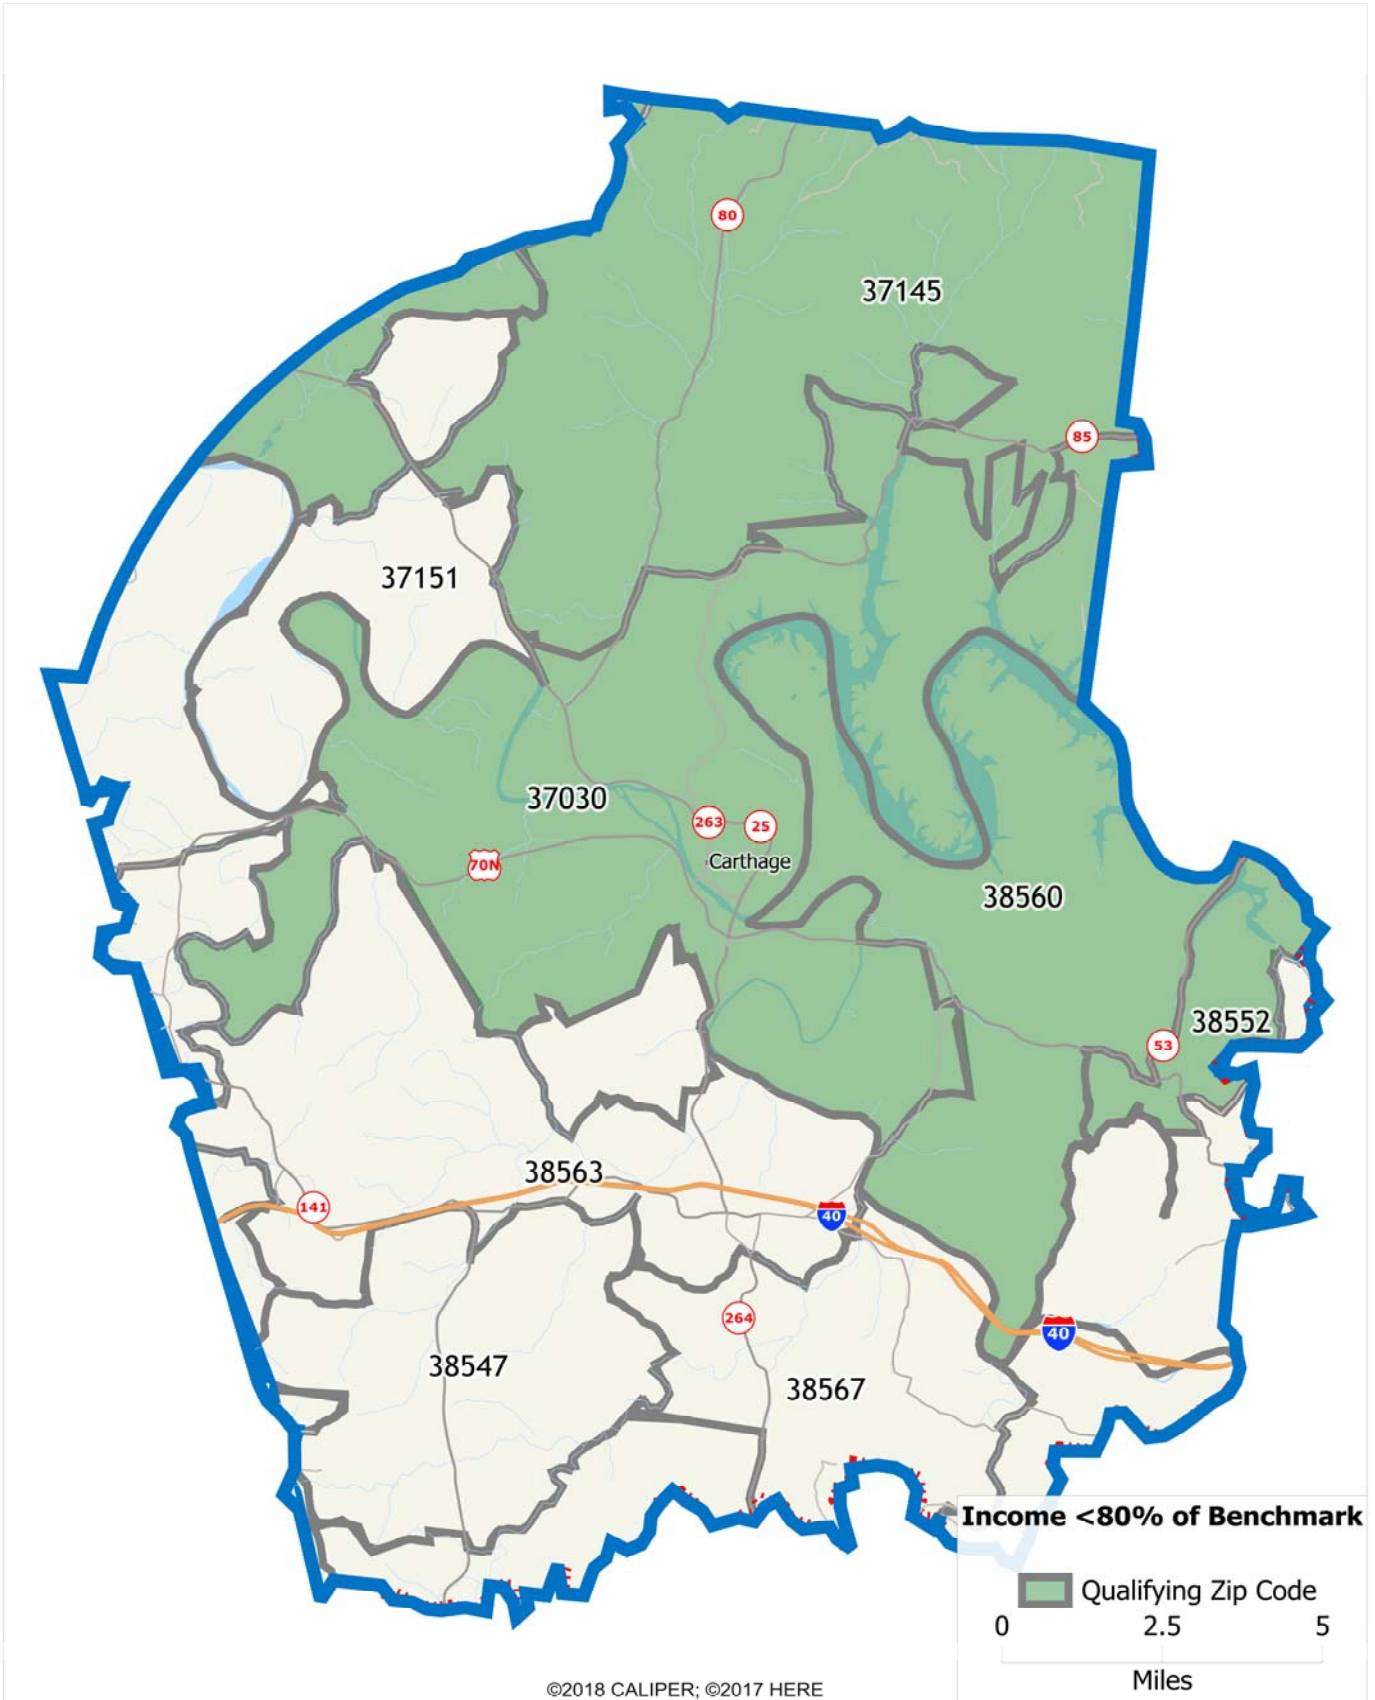 80
37145
85
37151
37030
263
25
70N
Carthage
38560
38552
53
38563
141
40
264
40
38547
38567
Income <80% of Benchmark
Qualifying Zip Code
0 2.5 5
Miles
©2018 CALIPER; ©2017 HERE